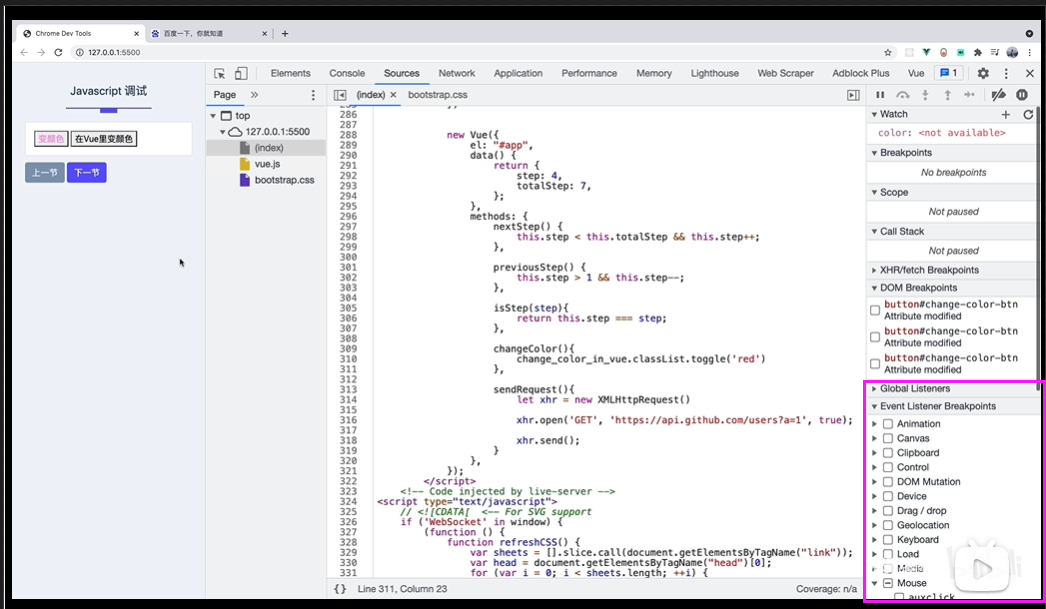 Chrome Dev Tools
百度一下，你就知道
127.0.0.1:5500
Javascript 调试
变颜色
在Vue里变颜色
上一节
下一节
Elements Console Sources Network Application Performance Memory Lighthouse Web Scraper Adblock Plus Vue 1
Page
(index)
bootstrap.css
top
127.0.0.1:5500
(index)
vue.js
bootstrap.css
286
287
288 new Vue({
289 el: "#app",
290 data() {
291 return {
292 step: 4,
293 totalStep: 7,
294 };
295 },
296 methods: {
297 nextStep() {
298 this.step < this.totalStep && this.step++;
299 },
300
301 previousStep() {
302 this.step > 1 && this.step--;
303 },
304
305 isStep(step){
306 return this.step === step;
307 },
308
309 changeColor(){
310 change_color_in_vue.classList.toggle('red')
311 },
312
313 sendRequest(){
314 let xhr = new XMLHttpRequest()
315
316 xhr.open('GET', 'https://api.github.com/users?a=1', true);
317
318 xhr.send();
319 }
320 },
321 });
322 </script>
323 <!-- Code injected by live-server -->
324 <script type="text/javascript">
325 // <![CDATA[ <-- For SVG support
326 if ('WebSocket' in window) {
327 (function () {
328 function refreshCSS() {
329 var sheets = [].slice.call(document.getElementsByTagName("link"));
330 var head = document.getElementsByTagName("head")[0];
331 for (var i = 0; i < sheets.length; ++i) {
{} Line 311, Column 23
Coverage: n/a
Watch
color: <not available>
Breakpoints
No breakpoints
Scope
Not paused
Call Stack
Not paused
XHR/fetch Breakpoints
DOM Breakpoints
button#change-color-btn
Attribute modified
button#change-color-btn
Attribute modified
button#change-color-btn
Attribute modified
Global Listeners
Event Listener Breakpoints
Animation
Canvas
Clipboard
Control
DOM Mutation
Device
Drag / drop
Geolocation
Keyboard
Load
Media
Mouse
auxclick